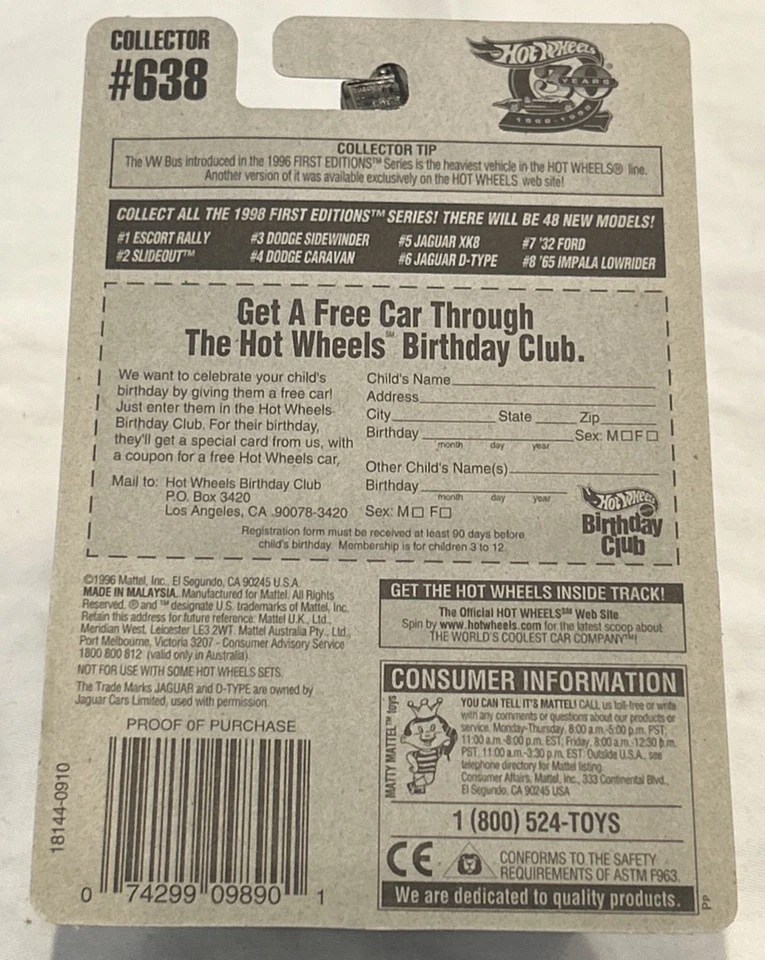 COLLECTOR
#638
HOT WHEELS
30
YEARS
1968-1998
COLLECTOR TIP
The VW Bus introduced in the 1996 FIRST EDITIONS™ Series is the heaviest vehicle in the HOT WHEELS® line.
Another version of it was available exclusively on the HOT WHEELS web site!
COLLECT ALL THE 1998 FIRST EDITIONS™ SERIES! THERE WILL BE 48 NEW MODELS!
#1 ESCORT RALLY #3 DODGE SIDEWINDER #5 JAGUAR XK8 #7 '32 FORD
#2 SLIDEOUT™ #4 DODGE CARAVAN #6 JAGUAR D-TYPE #8 '65 IMPALA LOWRIDER
Get A Free Car Through
The Hot Wheels℠ Birthday Club.
We want to celebrate your child's
birthday by giving them a free car!
Just enter them in the Hot Wheels
Birthday Club. For their birthday,
they'll get a special card from us, with
a coupon for a free Hot Wheels car,
Mail to: Hot Wheels Birthday Club
P.O. Box 3420
Los Angeles, CA 90078-3420
Child's Name
Address
City State Zip
Birthday Sex: M☐ F☐
month day year
Other Child's Name(s)
Birthday
month day year
Sex: M☐ F☐
HOT WHEELS
Birthday
Club
Registration form must be received at least 90 days before
child's birthday. Membership is for children 3 to 12
©1996 Mattel, Inc., El Segundo, CA 90245 U.S.A.
MADE IN MALAYSIA. Manufactured for Mattel. All Rights
Reserved. ® and ™ designate U.S. trademarks of Mattel, Inc.
Retain this address for future reference: Mattel U.K., Ltd.,
Meridian West, Leicester LE3 2WT. Mattel Australia Pty., Ltd.,
Port Melbourne, Victoria 3207 - Consumer Advisory Service
1800 800 812 (valid only in Australia).
NOT FOR USE WITH SOME HOT WHEELS SETS.
The Trade Marks JAGUAR and D-TYPE are owned by
Jaguar Cars Limited, used with permission.
PROOF OF PURCHASE
18144-0910
0 74299 09890 1
GET THE HOT WHEELS INSIDE TRACK!
The Official HOT WHEELS℠ Web Site
Spin by www.hotwheels.com for the latest scoop about
THE WORLD'S COOLEST CAR COMPANY™!
CONSUMER INFORMATION
MATTY MATTEL™ toys
YOU CAN TELL IT'S MATTEL! CALL us toll-free or write
with any comments or questions about our products or
service. Monday-Thursday, 8:00 a.m.-5:00 p.m. PST,
11:00 a.m.-8:00 p.m. EST; Friday, 8:00 a.m.-12:30 p.m.
PST, 11:00 a.m.-3:30 p.m. EST. Outside U.S.A., see
telephone directory for Mattel listing.
Consumer Affairs, Mattel, Inc., 333 Continental Blvd.,
El Segundo, CA 90245 USA
1 (800) 524-TOYS
CE
CONFORMS TO THE SAFETY
REQUIREMENTS OF ASTM F963.
We are dedicated to quality products.
PP